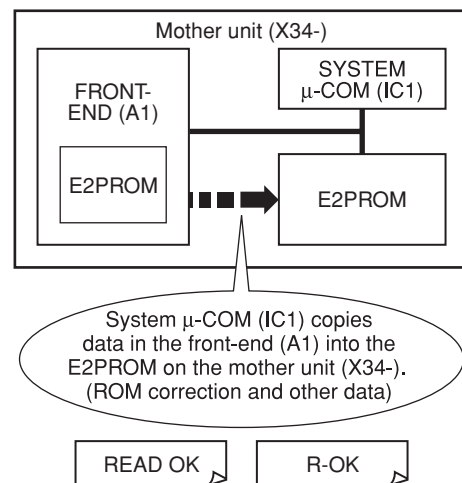 Mother unit (X34-)
FRONT-
END (A1)
E2PROM
SYSTEM
μ-COM (IC1)
E2PROM
System μ-COM (IC1) copies
data in the front-end (A1) into the
E2PROM on the mother unit (X34-).
(ROM correction and other data)
READ OK
R-OK